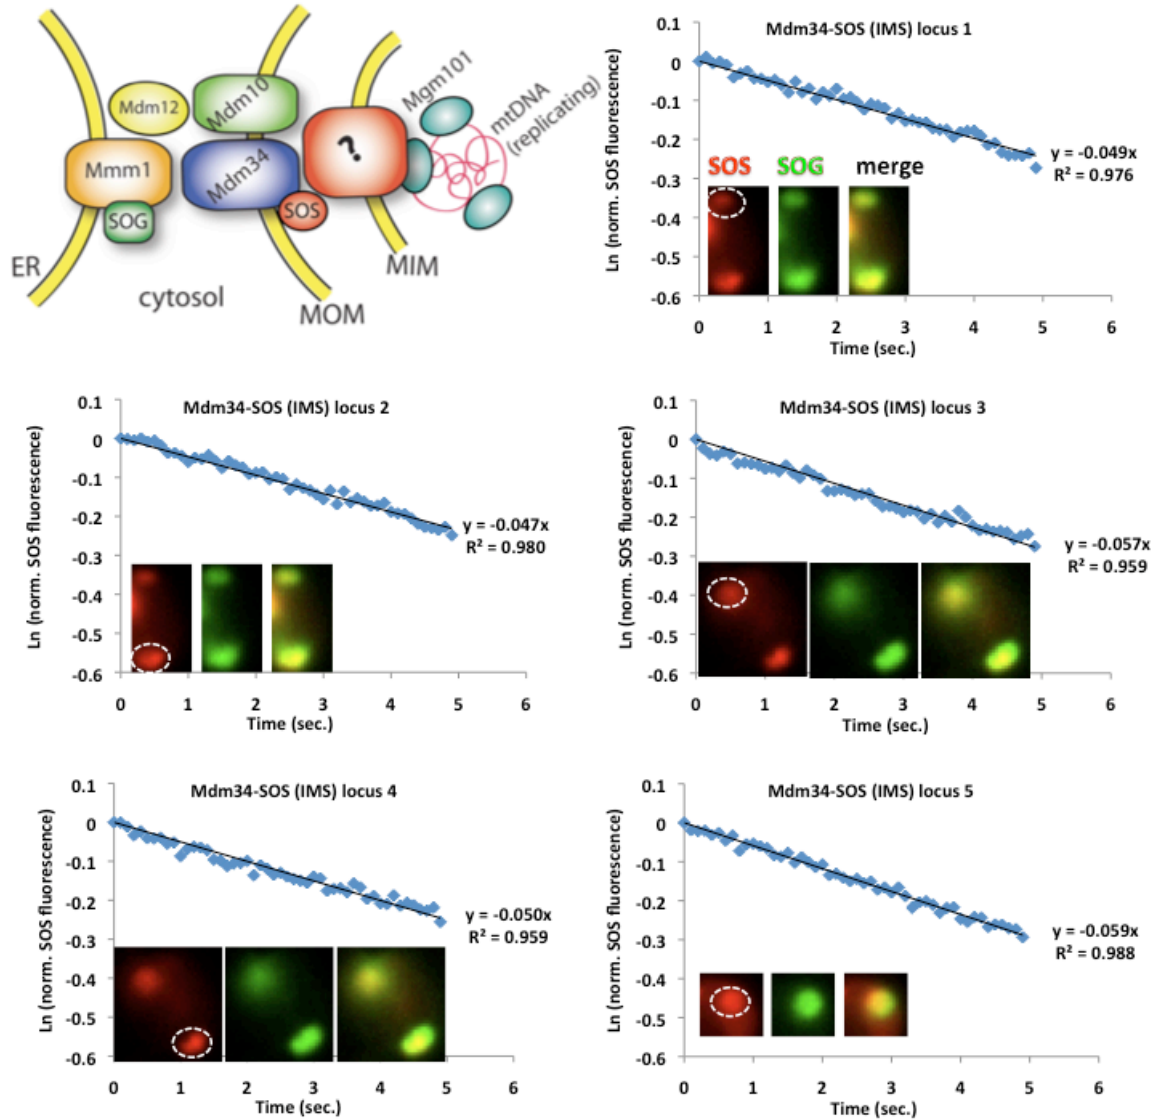 Mdm12
Mdm10
Mmm1
Mdm34
?
Mgm101
mtDNA
(replicating)
SOG
SOS
ER
cytosol
MOM
MIM
Mdm34-SOS (IMS) locus 1
Ln (norm. SOS fluorescence)
0.1
0
-0.1
-0.2
-0.3
-0.4
-0.5
-0.6
y = -0.049x
R² = 0.976
SOS SOG merge
0 1 2 3 4 5 6
Time (sec.)
Mdm34-SOS (IMS) locus 2
Ln (norm. SOS fluorescence)
0.1
0
-0.1
-0.2
-0.3
-0.4
-0.5
-0.6
y = -0.047x
R² = 0.980
0 1 2 3 4 5 6
Time (sec.)
Mdm34-SOS (IMS) locus 3
Ln (norm. SOS fluorescence)
0.1
0
-0.1
-0.2
-0.3
-0.4
-0.5
-0.6
y = -0.057x
R² = 0.959
0 1 2 3 4 5 6
Time (sec.)
Mdm34-SOS (IMS) locus 4
Ln (norm. SOS fluorescence)
0.1
0
-0.1
-0.2
-0.3
-0.4
-0.5
-0.6
y = -0.050x
R² = 0.959
0 1 2 3 4 5 6
Time (sec.)
Mdm34-SOS (IMS) locus 5
Ln (norm. SOS fluorescence)
0.1
0
-0.1
-0.2
-0.3
-0.4
-0.5
-0.6
y = -0.059x
R² = 0.988
0 1 2 3 4 5 6
Time (sec.)